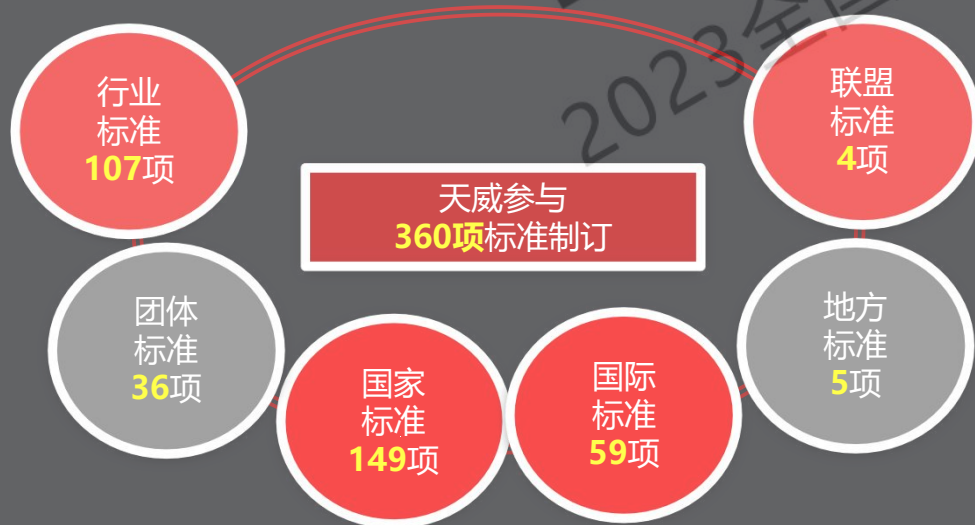 2023全国
行业
标准
107项
联盟
标准
4项
天威参与
360项标准制订
团体
标准
36项
地方
标准
5项
国家
标准
149项
国际
标准
59项